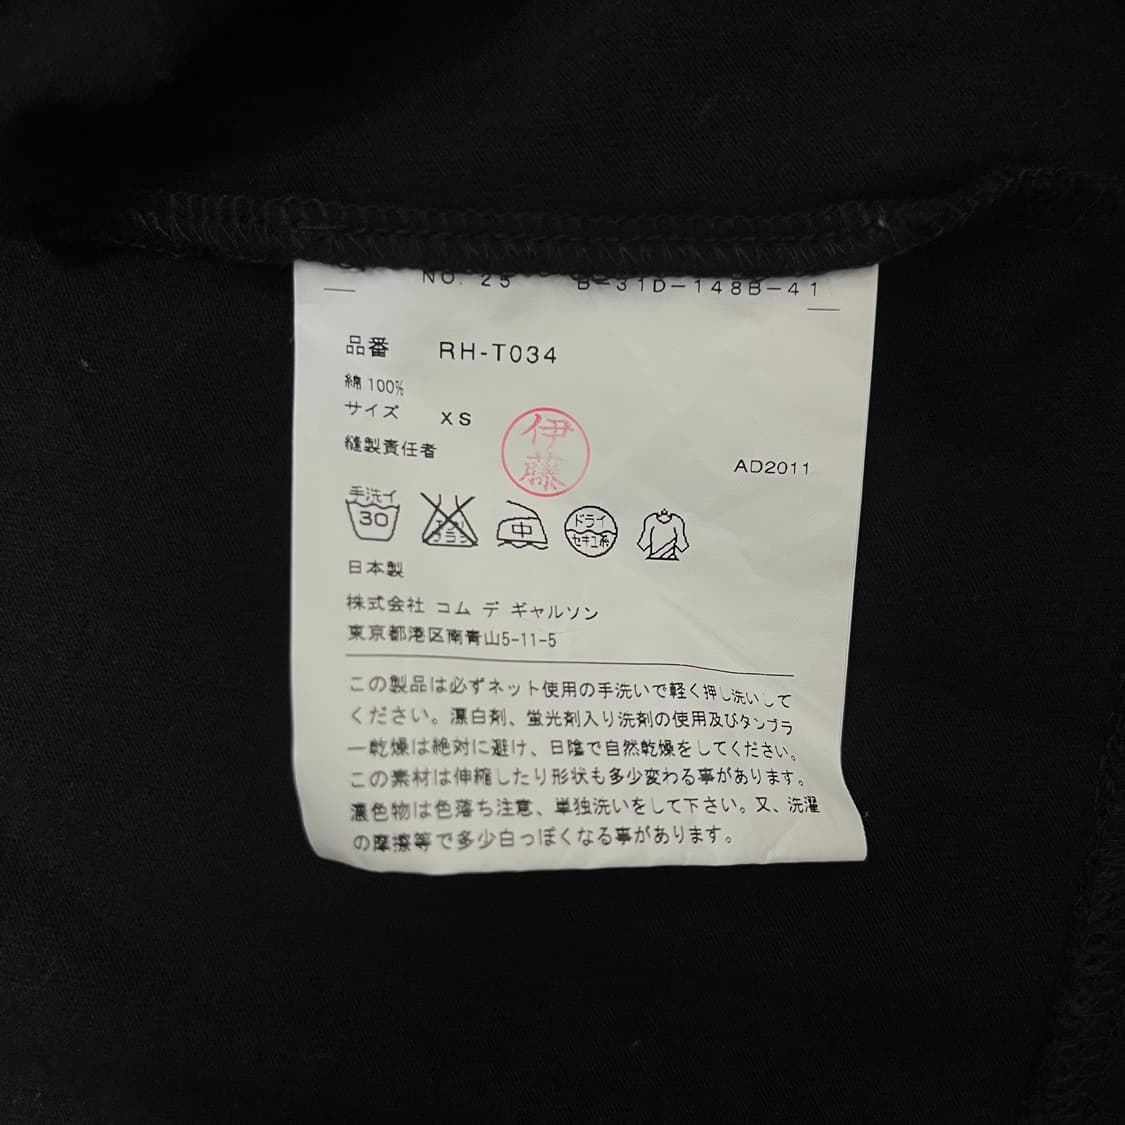 NO. 25 B-31D-148B-41
品番 RH-T034
綿 100%
サイズ XS
縫製責任者 伊藤
AD2011
手洗イ
30
エンソ
サラシ
中
ドライ
セキユ系
日本製
株式会社 コム デ ギャルソン
東京都港区南青山5-11-5
この製品は必ずネット使用の手洗いで軽く押し洗いして
ください。漂白剤、蛍光剤入り洗剤の使用及びタンブラ
ー乾燥は絶対に避け、日陰で自然乾燥をしてください。
この素材は伸縮したり形状も多少変わる事があります。
濃色物は色落ち注意、単独洗いをして下さい。又、洗濯
の摩擦等で多少白っぽくなる事があります。